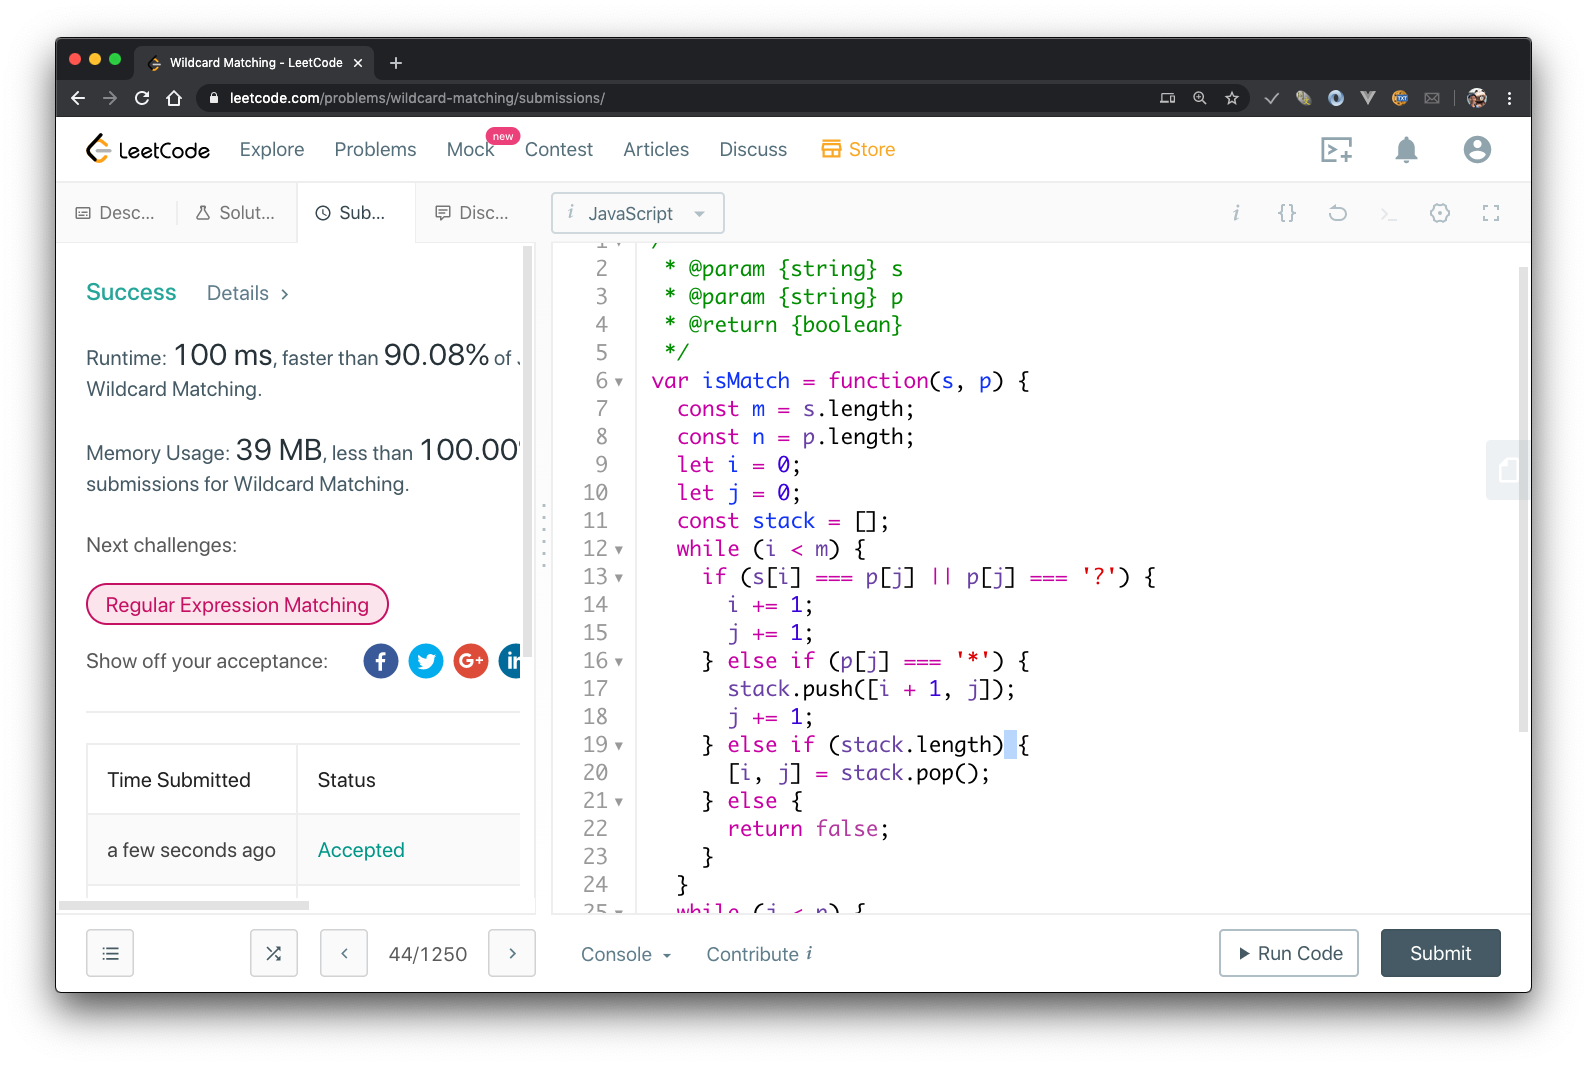 Wildcard Matching - LeetCode
leetcode.com/problems/wildcard-matching/submissions/
LeetCode Explore Problems Mock new Contest Articles Discuss Store
Desc... Solut... Sub... Disc...
i JavaScript
i {} >_
Success Details >
Runtime: 100 ms, faster than 90.08% of
Wildcard Matching.
Memory Usage: 39 MB, less than 100.00
submissions for Wildcard Matching.
Next challenges:
Regular Expression Matching
Show off your acceptance: f G+ in
Time Submitted Status
a few seconds ago Accepted
1
2 * @param {string} s
3 * @param {string} p
4 * @return {boolean}
5 */
6 var isMatch = function(s, p) {
7 const m = s.length;
8 const n = p.length;
9 let i = 0;
10 let j = 0;
11 const stack = [];
12 while (i < m) {
13 if (s[i] === p[j] || p[j] === '?') {
14 i += 1;
15 j += 1;
16 } else if (p[j] === '*') {
17 stack.push([i + 1, j]);
18 j += 1;
19 } else if (stack.length) {
20 [i, j] = stack.pop();
21 } else {
22 return false;
23 }
24 }
25 while (j < n) {
44/1250
Console Contribute i
Run Code Submit